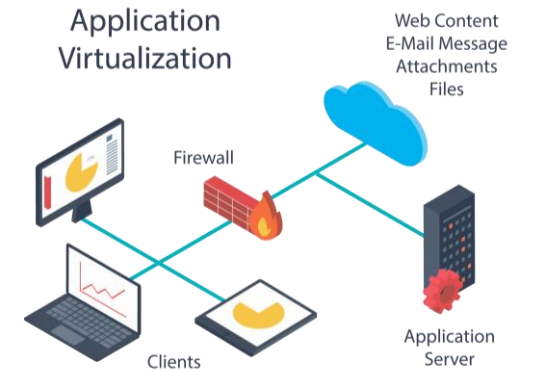 Application
Virtualization
Web Content
E-Mail Message
Attachments
Files
Firewall
Clients
Application
Server